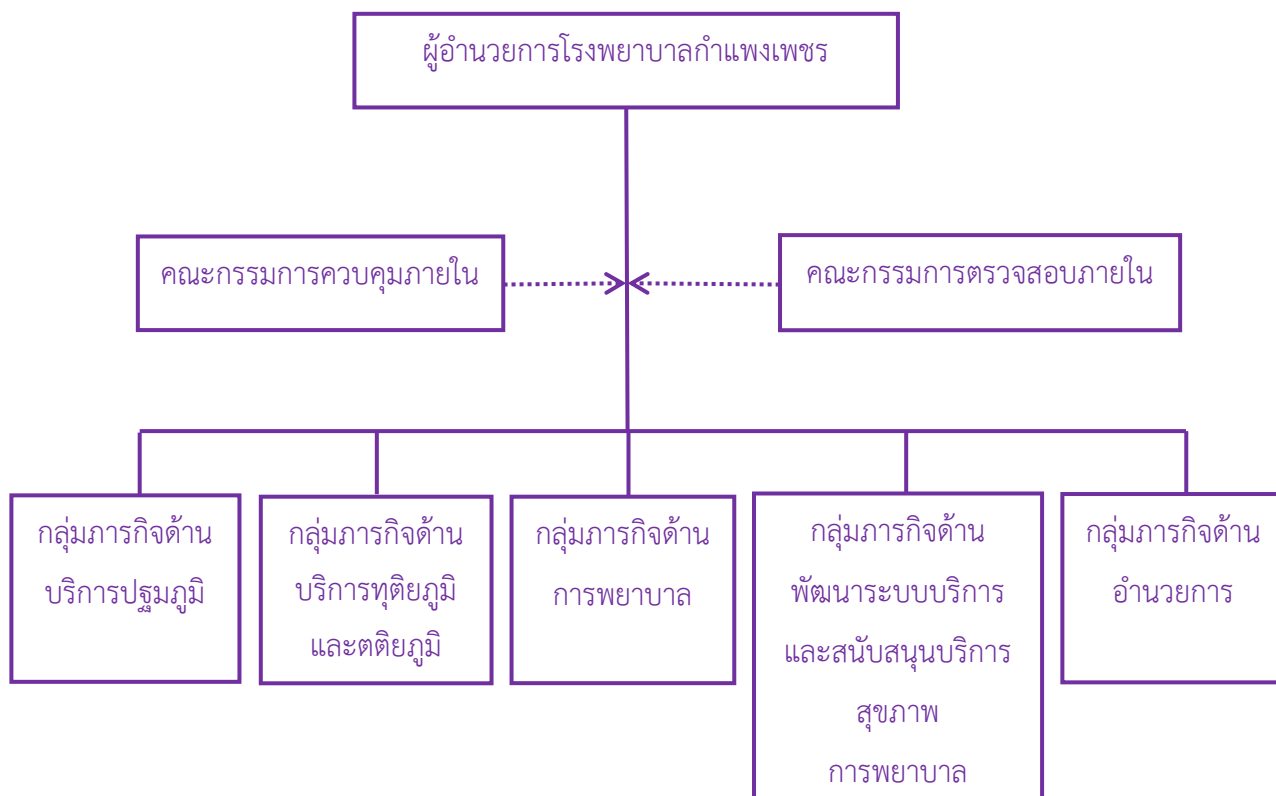 ผู้อำนวยการโรงพยาบาลกำแพงเพชร
คณะกรรมการควบคุมภายใน
คณะกรรมการตรวจสอบภายใน
กลุ่มภารกิจด้าน
บริการปฐมภูมิ
กลุ่มภารกิจด้าน
บริการทุติยภูมิ
และตติยภูมิ
กลุ่มภารกิจด้าน
การพยาบาล
กลุ่มภารกิจด้าน
พัฒนาระบบบริการ
และสนับสนุนบริการ
สุขภาพ
การพยาบาล
กลุ่มภารกิจด้าน
อำนวยการ